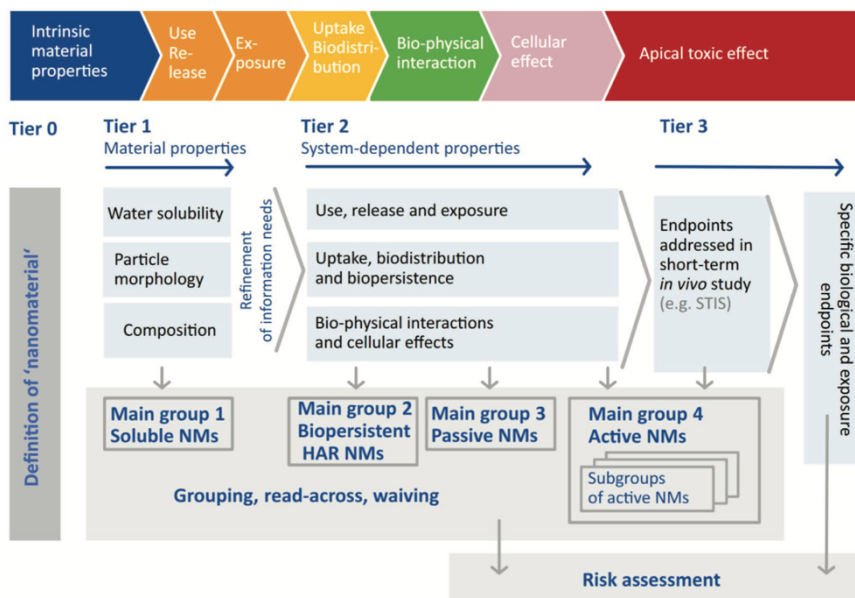 Intrinsic
material
properties
Use
Re-
lease
Ex-
posure
Uptake
Biodistri-
bution
Bio-physical
interaction
Cellular
effect
Apical toxic effect
Tier 0
Tier 1
Material properties
Tier 2
System-dependent properties
Tier 3
Definition of ‘nanomaterial‘
Water solubility
Particle
morphology
Composition
Refinement
of information needs
Use, release and exposure
Uptake, biodistribution
and biopersistence
Bio-physical interactions
and cellular effects
Endpoints
addressed in
short-term
in vivo study
(e.g. STIS)
Specific biological and exposure
endpoints
Main group 1
Soluble NMs
Main group 2
Biopersistent
HAR NMs
Main group 3
Passive NMs
Main group 4
Active NMs
Subgroups
of active NMs
Grouping, read-across, waiving
Risk assessment